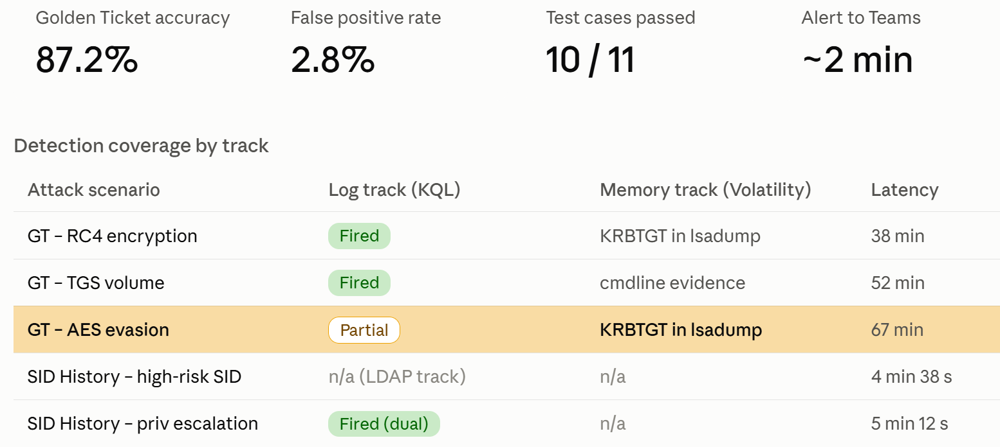 Golden Ticket accuracy False positive rate Test cases passed Alert to Teams
87.2% 2.8% 10 / 11 ~2 min
Detection coverage by track
Attack scenario Log track (KQL) Memory track (Volatility) Latency
GT – RC4 encryption Fired KRBTGT in lsadump 38 min
GT – TGS volume Fired cmdline evidence 52 min
GT – AES evasion Partial KRBTGT in lsadump 67 min
SID History – high-risk SID n/a (LDAP track) n/a 4 min 38 s
SID History – priv escalation Fired (dual) n/a 5 min 12 s